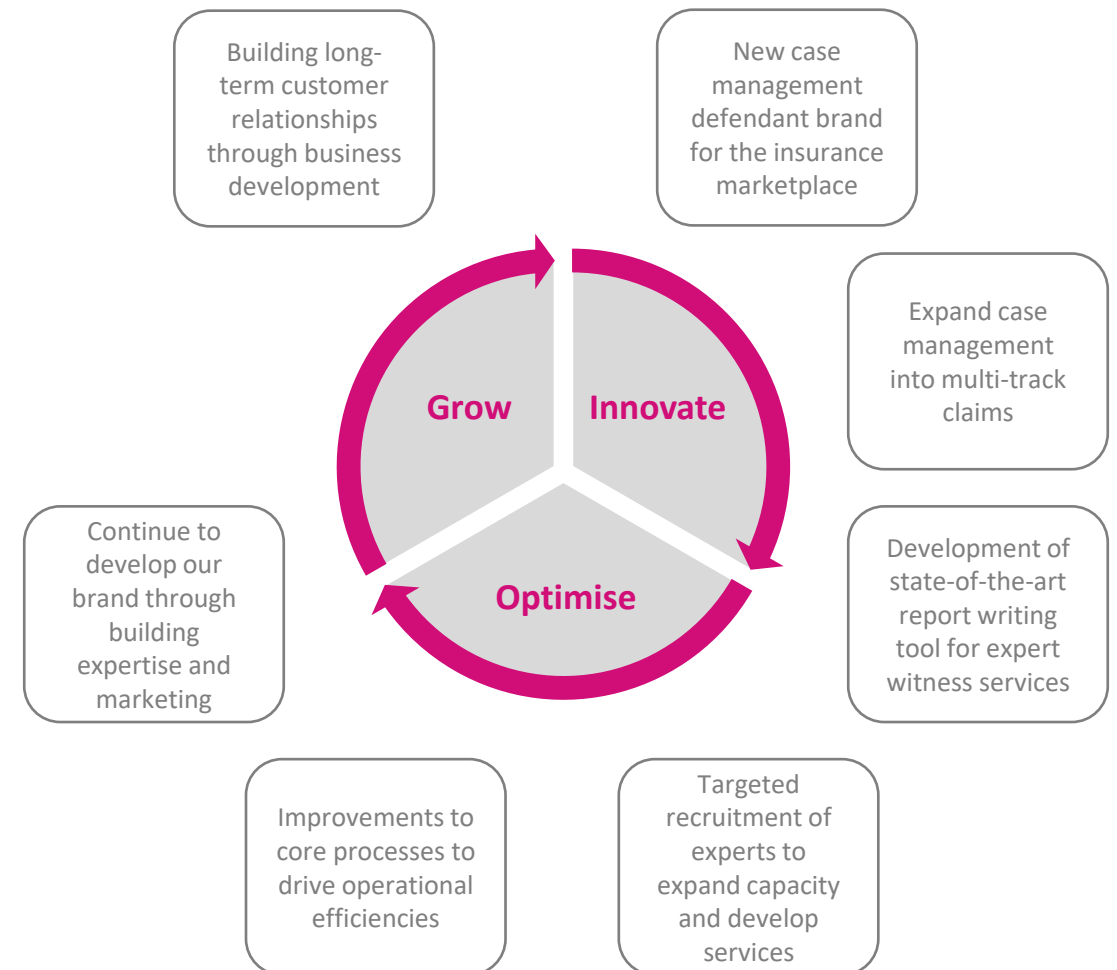 Building long-
term customer
relationships
through business
development
New case
management
defendant brand
for the insurance
marketplace
Expand case
management
into multi-track
claims
Grow
Innovate
Optimise
Continue to
develop our
brand through
building
expertise and
marketing
Development of
state-of-the-art
report writing
tool for expert
witness services
Improvements to
core processes to
drive operational
efficiencies
Targeted
recruitment of
experts to
expand capacity
and develop
services